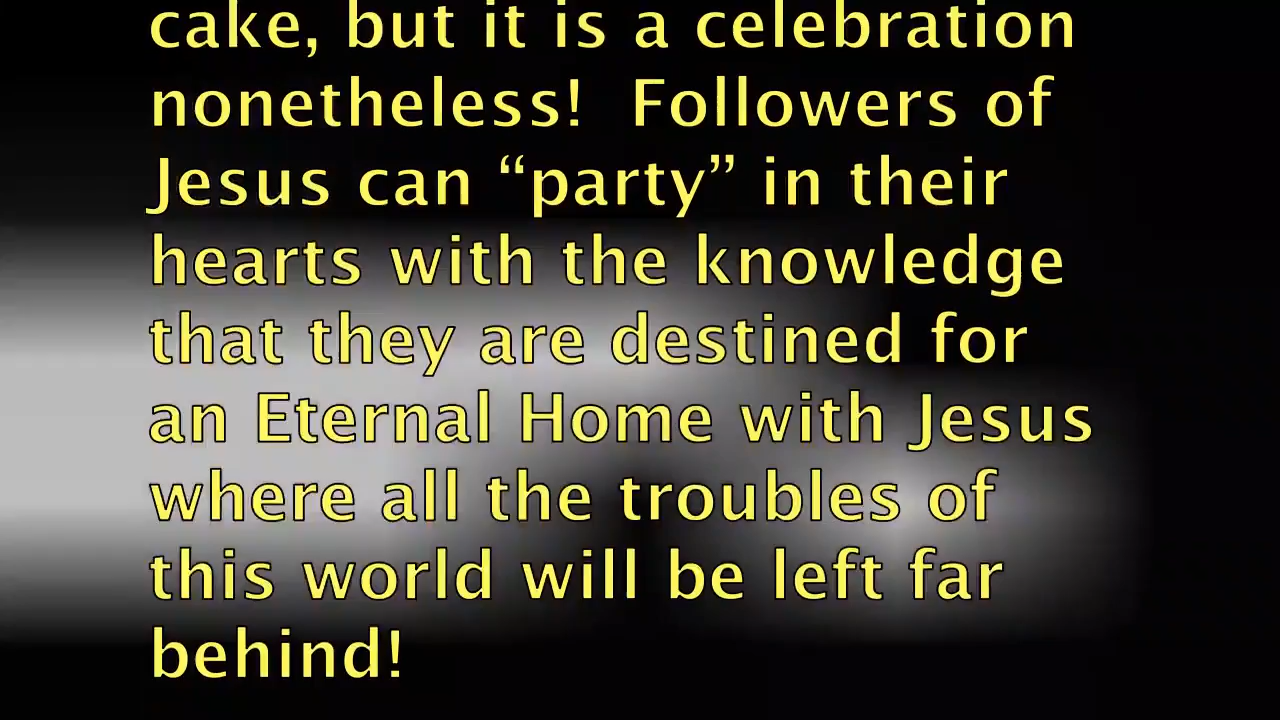 cake, but it is a celebration
nonetheless!  Followers of
Jesus can “party” in their
hearts with the knowledge
that they are destined for
an Eternal Home with Jesus
where all the troubles of
this world will be left far
behind!